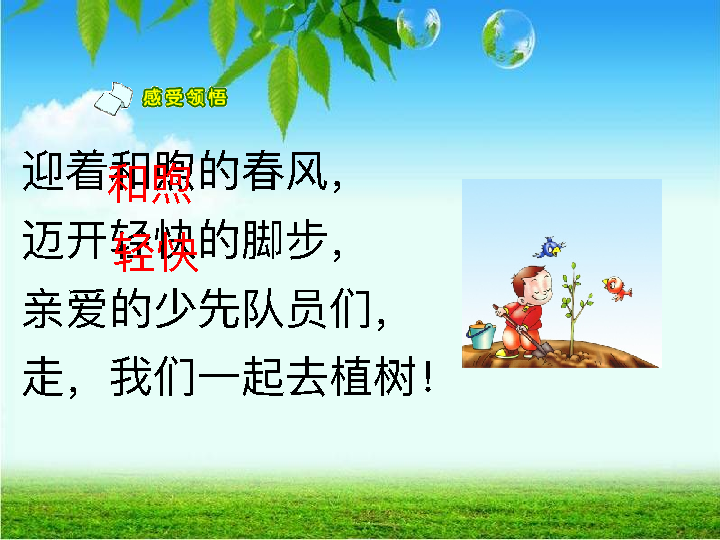 感受领悟
迎着和煦的春风，
和煦
迈开轻快的脚步，
轻快
亲爱的少先队员们，
走，我们一起去植树！